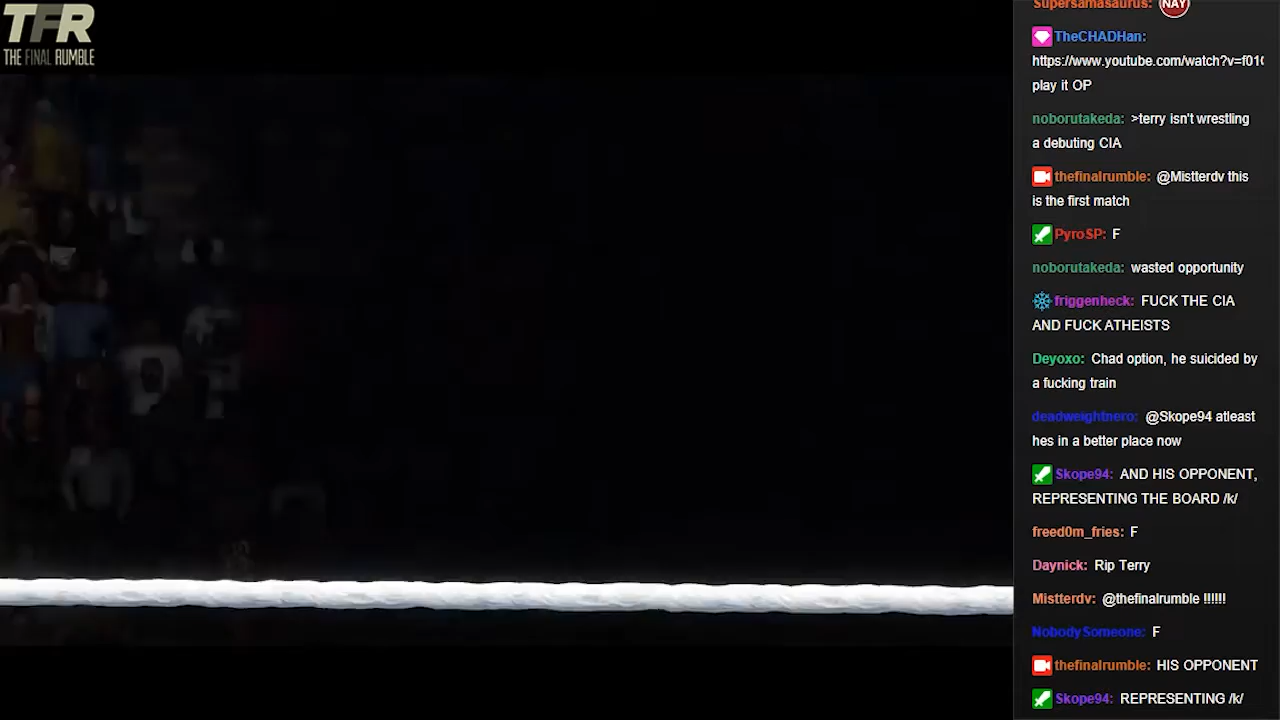 TFR
THE FINAL RUMBLE
Supersamasaurus: NAY
TheCHADHan:
https://www.youtube.com/watch?v=f01
play it OP
noborutakeda: >terry isn't wrestling
a debuting CIA
thefinalrumble: @Mistterdv this
is the first match
PyroSP: F
noborutakeda: wasted opportunity
friggenheck: FUCK THE CIA
AND FUCK ATHEISTS
Deyoxo: Chad option, he suicided by
a fucking train
deadweightnero: @Skope94 atleast
hes in a better place now
Skope94: AND HIS OPPONENT,
REPRESENTING THE BOARD /k/
freed0m_fries: F
Daynick: Rip Terry
Mistterdv: @thefinalrumble !!!!!!
NobodySomeone: F
thefinalrumble: HIS OPPONENT
Skope94: REPRESENTING /k/